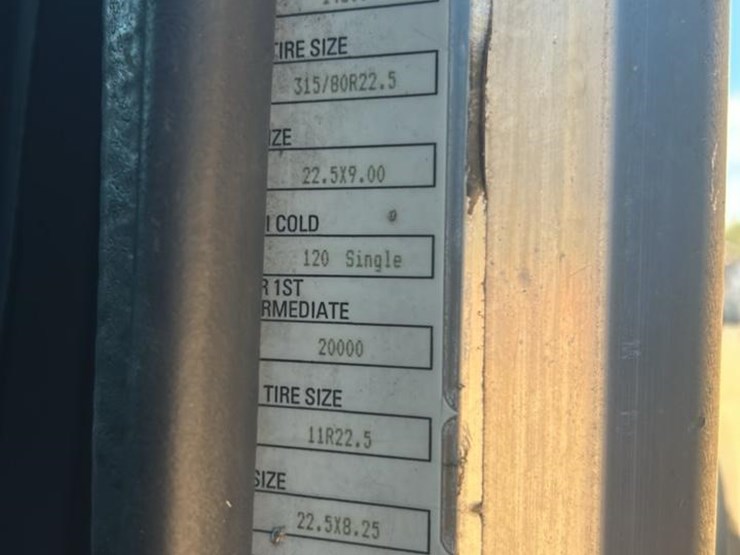 TIRE SIZE
315/80R22.5
IZE
22.5X9.00
I COLD
120 Single
R 1ST
RMEDIATE
20000
TIRE SIZE
11R22.5
SIZE
22.5X8.25